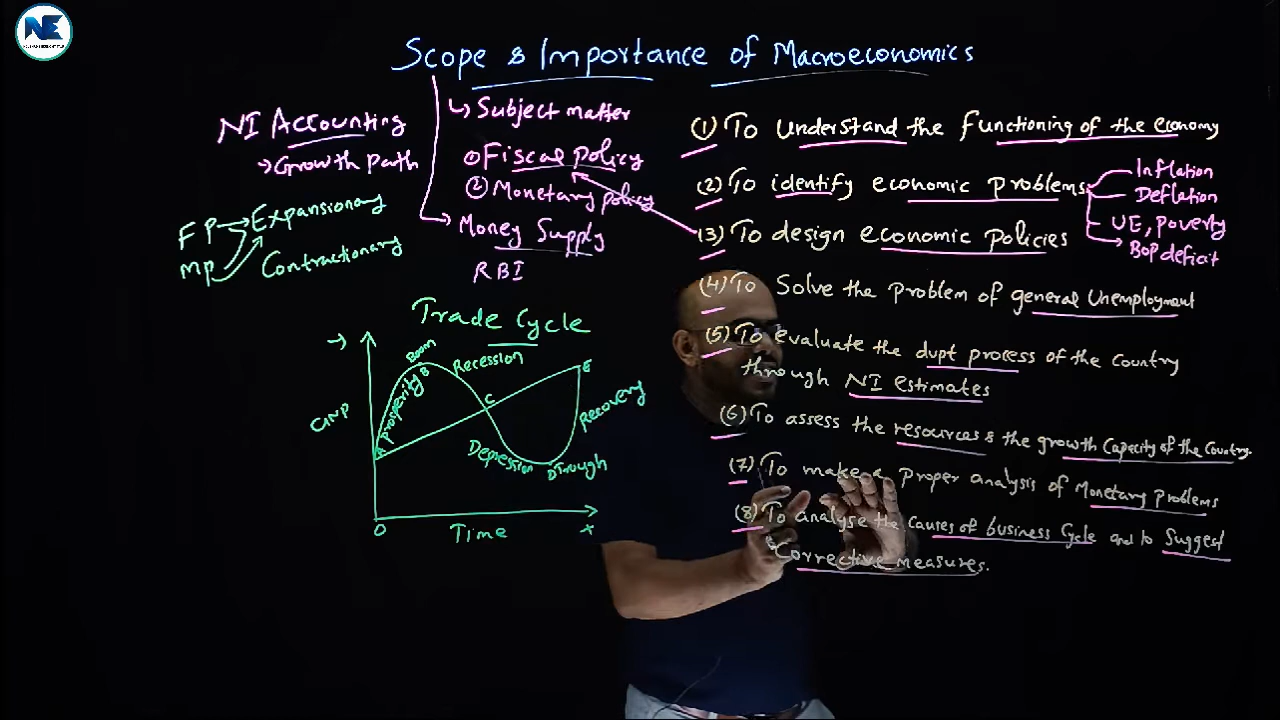 NE
Scope & Importance of Macroeconomics
↳ Subject matter
① Fiscal policy
② Monetary policy
Money Supply
RBI
NI Accounting
→ Growth path
FP → Expansionary
MP
Contractionary
Trade Cycle
Boom
B
Recession
Prosperity
GNP
A
C
E
Recovery
Depression
D Trough
O
Time
X
(1) To understand the functioning of the economy
(2) To identify economic problems
Inflation
Deflation
UE, Poverty
BOP deficit
(3) To design economic policies
(4) To Solve the problem of general Unemployment
(5) To evaluate the dvpt process of the Country
through NI estimates
(6) To assess the resources & the growth Capacity of the Country.
(7) To make a proper analysis of Monetary problems
(8) To analyse the Causes of business Cycle and to Suggest
Corrective measures.